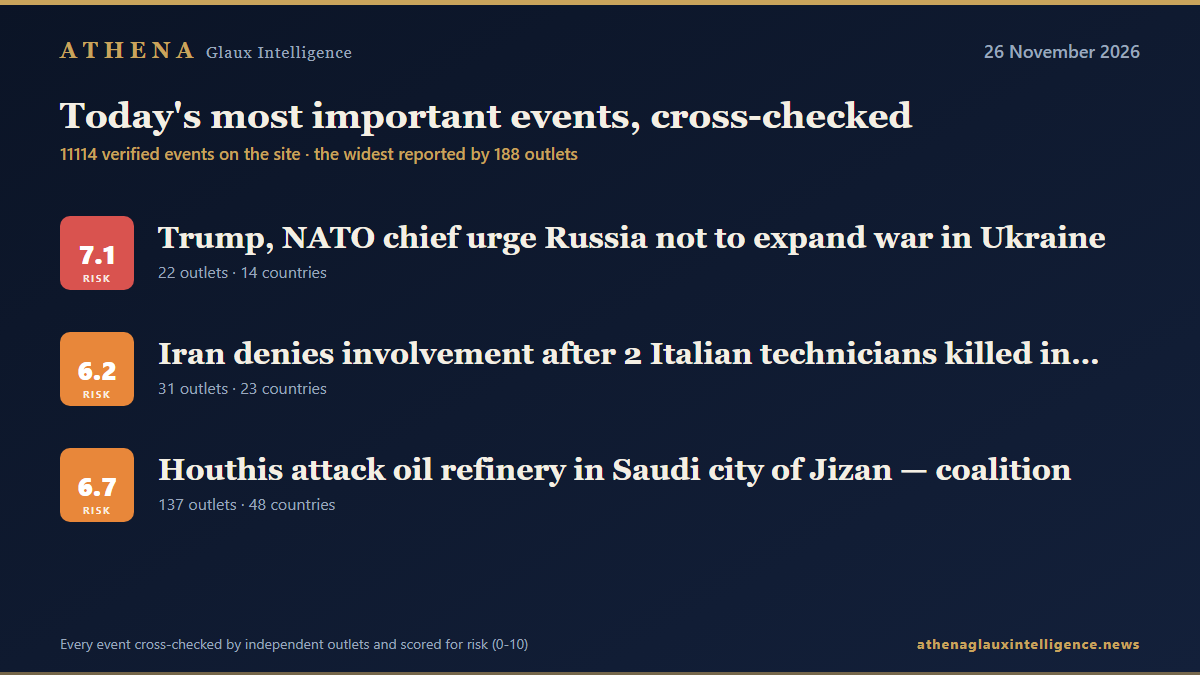 ATHENA Glaux Intelligence
26 November 2026
Today's most important events, cross-checked
11114 verified events on the site · the widest reported by 188 outlets
7.1
RISK
Trump, NATO chief urge Russia not to expand war in Ukraine
22 outlets · 14 countries
6.2
RISK
Iran denies involvement after 2 Italian technicians killed in...
31 outlets · 23 countries
6.7
RISK
Houthis attack oil refinery in Saudi city of Jizan — coalition
137 outlets · 48 countries
Every event cross-checked by independent outlets and scored for risk (0-10)
athenaglauxintelligence.news